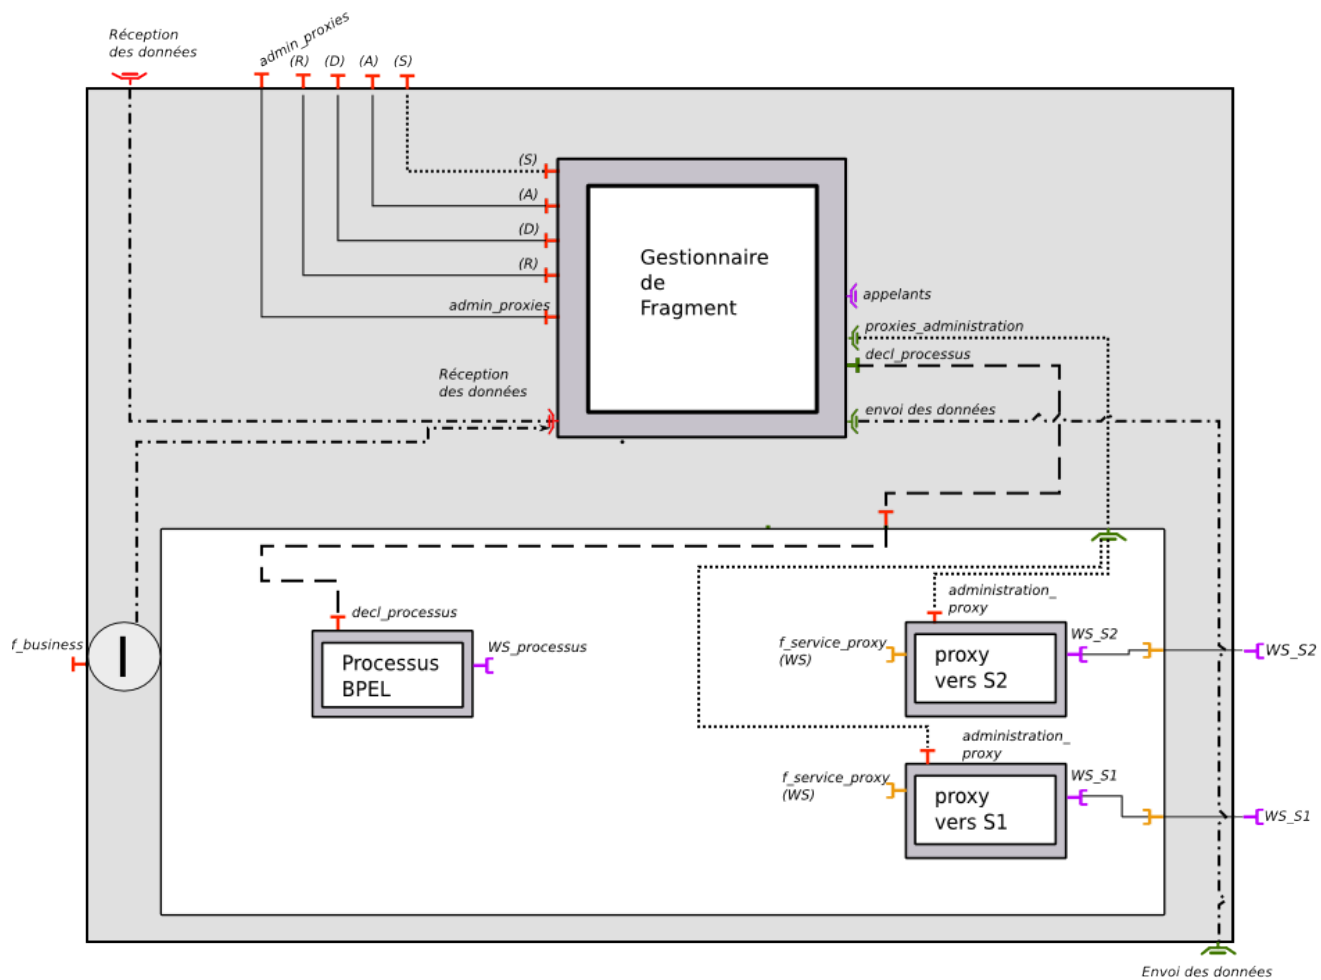 Réception
des données
admin_proxies
(R)
(D)
(A)
(S)
(S)
(A)
(D)
(R)
admin_proxies
Réception
des données
Gestionnaire
de
Fragment
appelants
proxies_administration
decl_processus
envoi des données
f_business
decl_processus
Processus
BPEL
WS_processus
administration_
proxy
f_service_proxy
(WS)
proxy
vers S2
WS_S2
WS_S2
administration_
proxy
f_service_proxy
(WS)
proxy
vers S1
WS_S1
WS_S1
Envoi des données